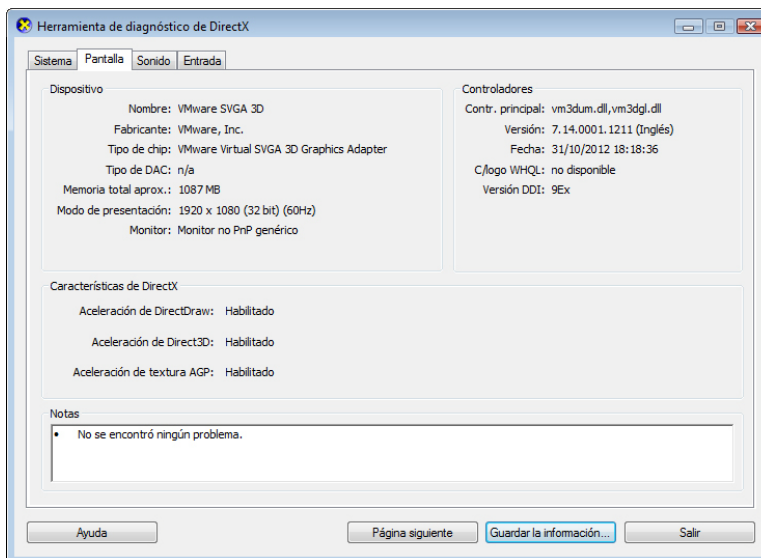 Herramienta de diagnóstico de DirectX
Sistema Pantalla Sonido Entrada
Dispositivo
Nombre: VMware SVGA 3D
Fabricante: VMware, Inc.
Tipo de chip: VMware Virtual SVGA 3D Graphics Adapter
Tipo de DAC: n/a
Memoria total aprox.: 1087 MB
Modo de presentación: 1920 x 1080 (32 bit) (60Hz)
Monitor: Monitor no PnP genérico
Controladores
Contr. principal: vm3dum.dll,vm3dgl.dll
Versión: 7.14.0001.1211 (Inglés)
Fecha: 31/10/2012 18:18:36
C/logo WHQL: no disponible
Versión DDI: 9Ex
Características de DirectX
Aceleración de DirectDraw: Habilitado
Aceleración de Direct3D: Habilitado
Aceleración de textura AGP: Habilitado
Notas
• No se encontró ningún problema.
Ayuda Página siguiente Guardar la información... Salir